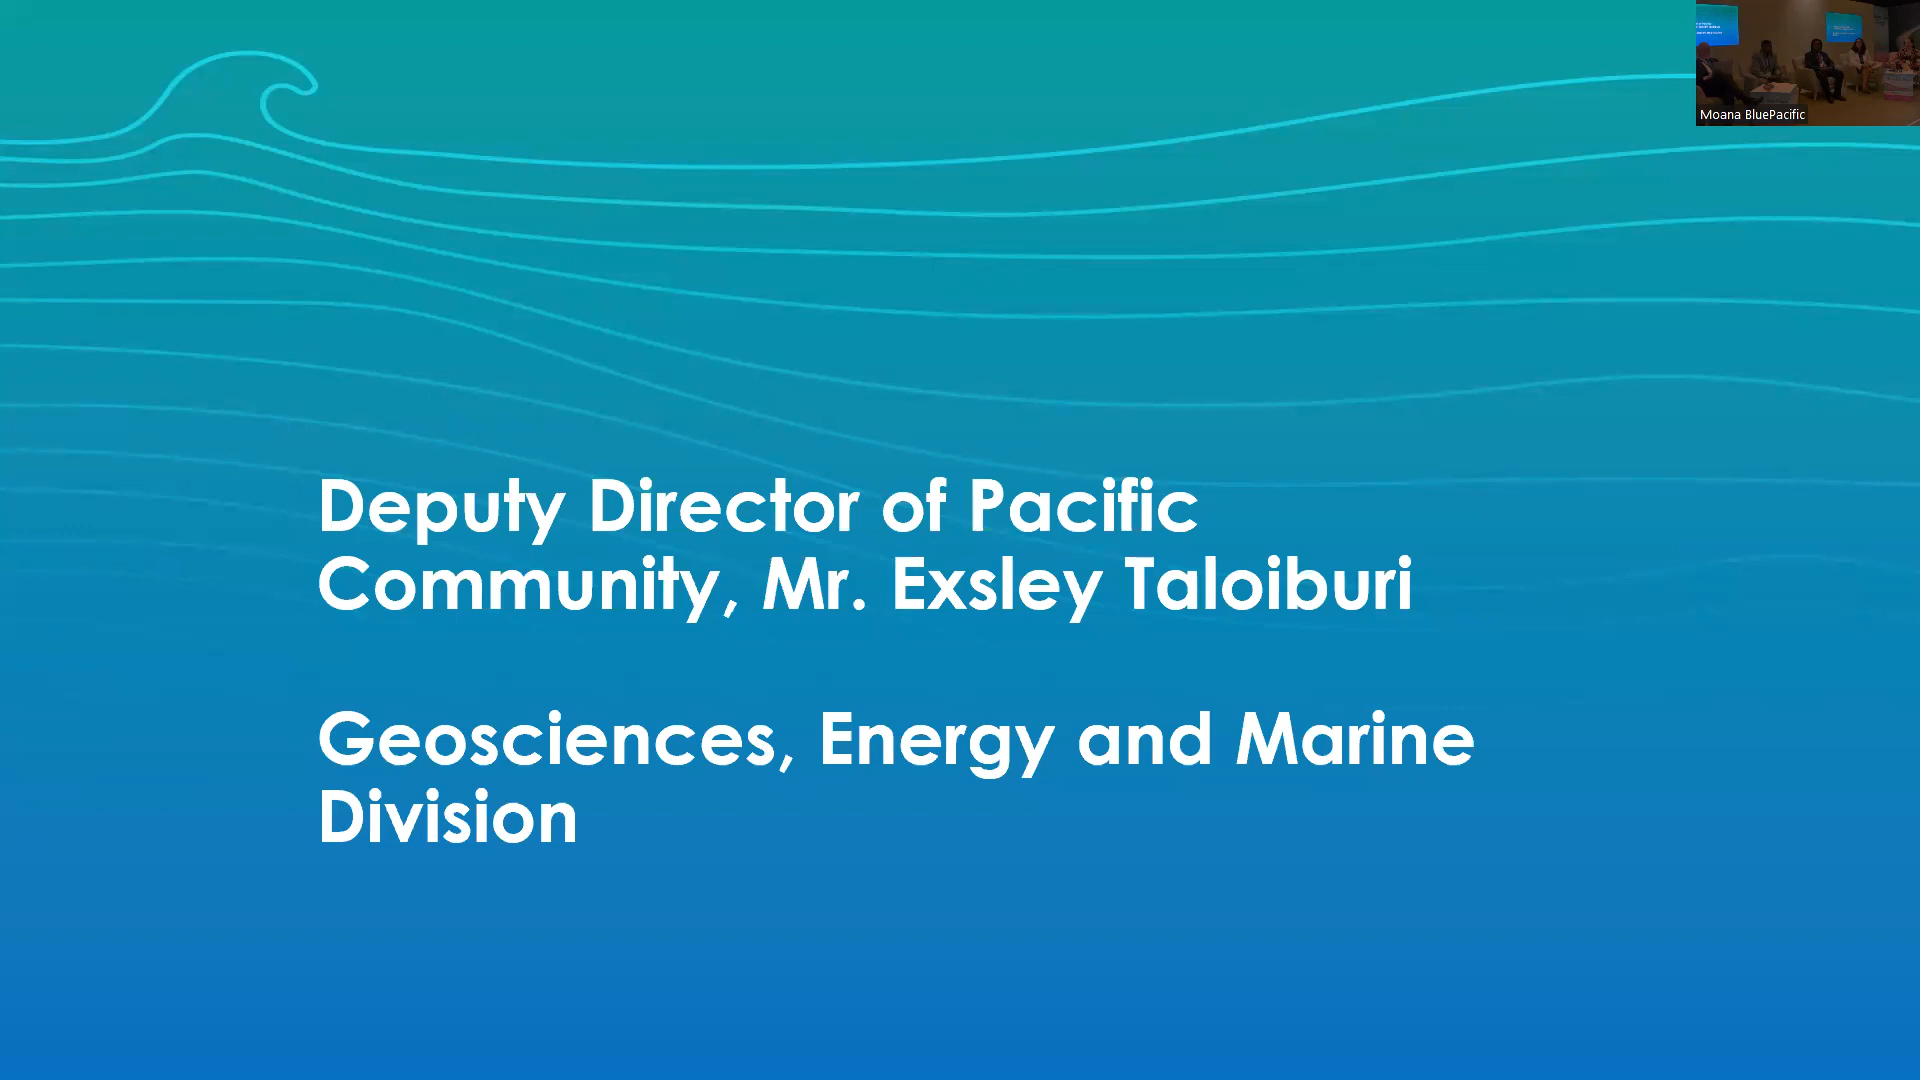 Moana BluePacific
Deputy Director of Pacific
Community, Mr. Exsley Taloiburi
Geosciences, Energy and Marine
Division